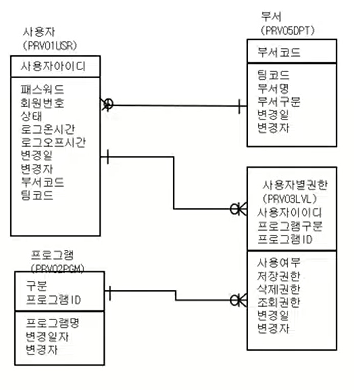 사용자
(PRV01USR)
사용자아이디
패스워드
회원번호
상태
로그온시간
로그오프시간
변경일
변경자
부서코드
팀코드
부서
(PRV05DPT)
부서코드
팀코드
부서명
부서구분
변경일
변경자
사용자별권한
(PRV03LVL)
사용자아이디
프로그램구분
프로그램ID
사용여부
저장권한
삭제권한
조회권한
변경일
변경자
프로그램
(PRV02PGM)
구분
프로그램ID
프로그램명
변경일자
변경자